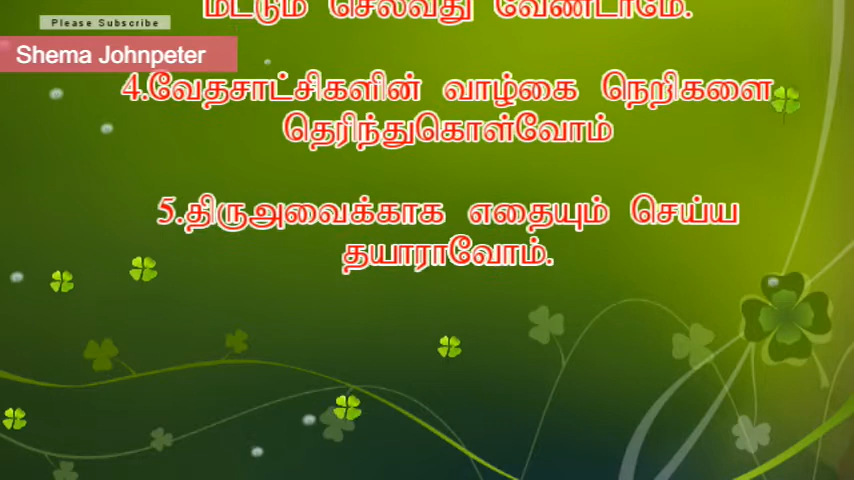 மட்டும் செல்வது வேண்டாமே.
Please Subscribe
Shema Johnpeter
4.வேதசாட்சிகளின் வாழ்கை நெறிகளை
தெரிந்துகொள்வோம்
5.திருஅவைக்காக எதையும் செய்ய
தயாராவோம்.